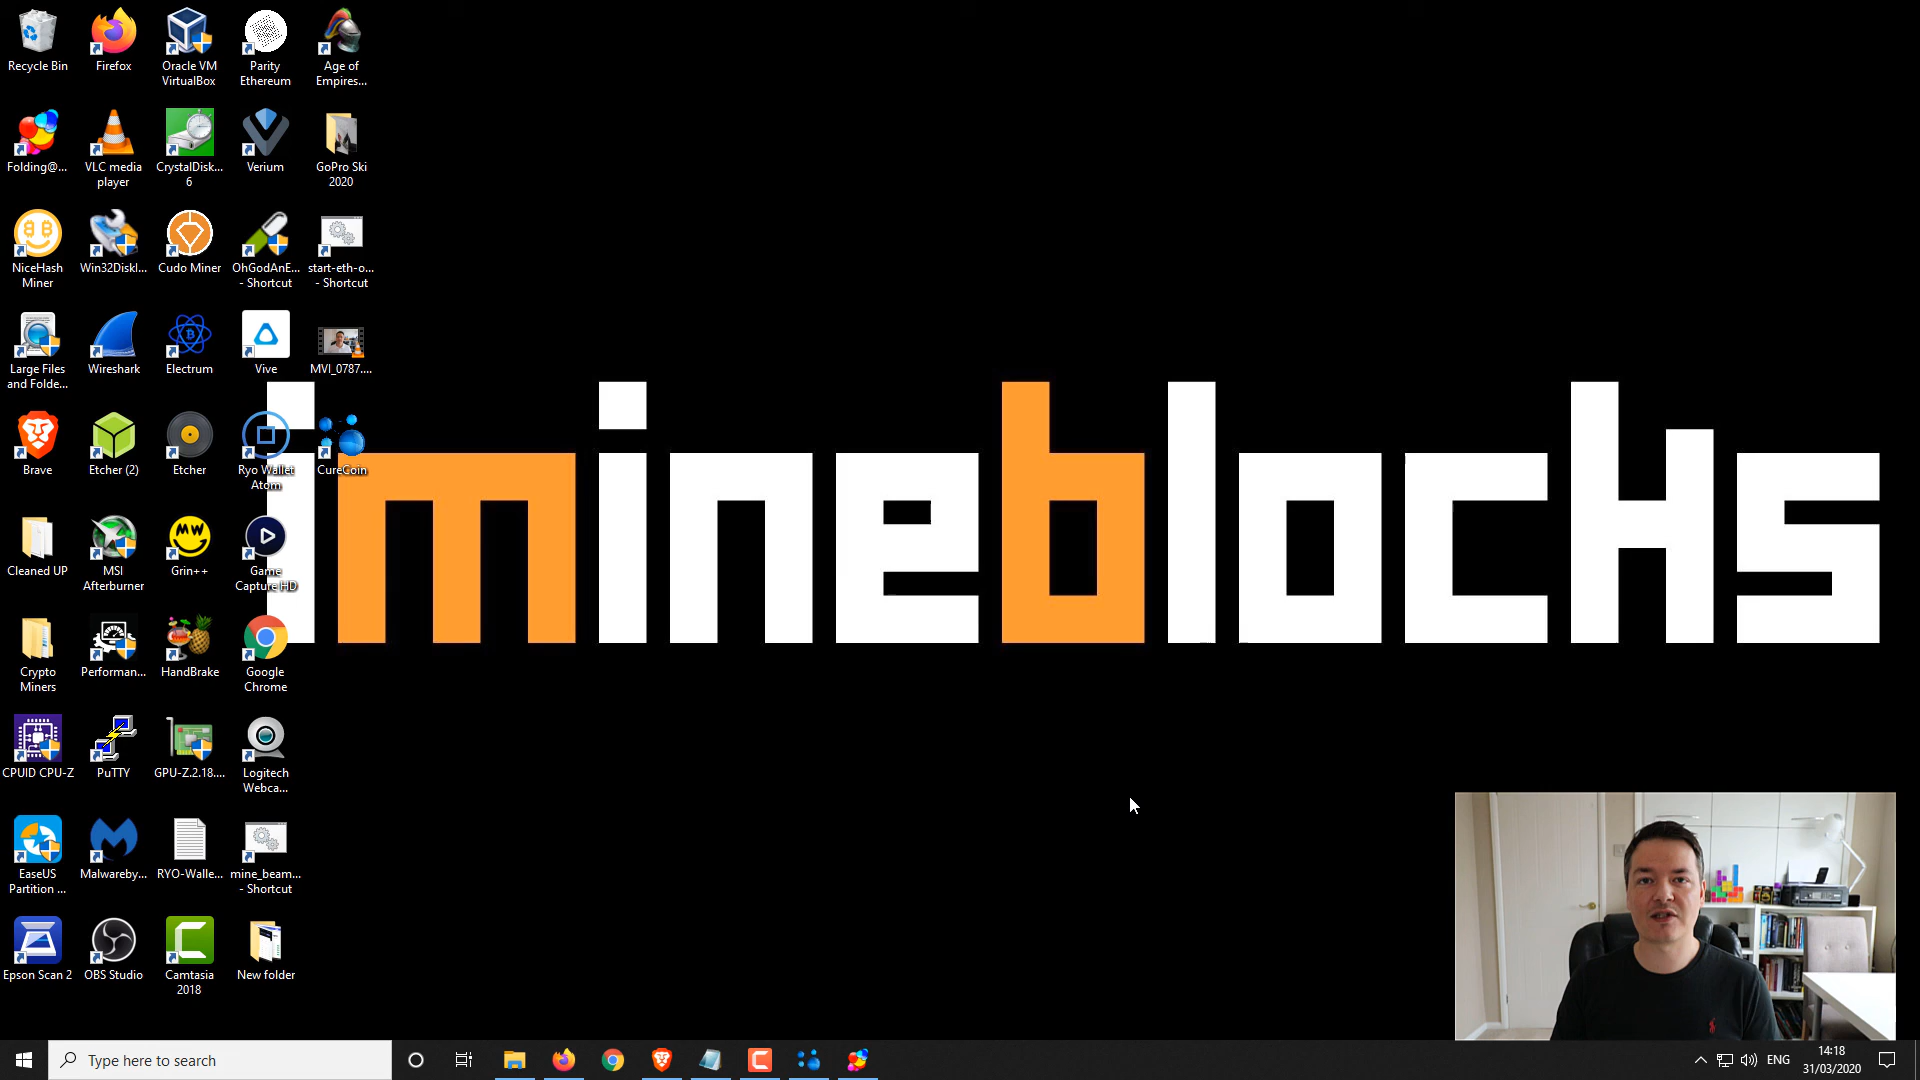 Recycle Bin
Firefox
Oracle VM
VirtualBox
Parity
Ethereum
Age of
Empires...
Folding@...
VLC media
player
CrystalDisk...
6
Verium
GoPro Ski
2020
NiceHash
Miner
Win32DiskI...
Cudo Miner
OhGodAnE...
- Shortcut
start-eth-o...
- Shortcut
Large Files
and Folde...
Wireshark
Electrum
Vive
MVI_0787....
Brave
Etcher (2)
Etcher
Ryo Wallet
Atom
CureCoin
imineblocks
Cleaned UP
MSI
Afterburner
MW
Grin++
Game
Capture HD
Crypto
Miners
Performan...
HandBrake
Google
Chrome
CPUID CPU-Z
PuTTY
GPU-Z.2.18....
Logitech
Webca...
EaseUS
Partition ...
Malwareby...
RYO-Walle...
mine_beam...
- Shortcut
Epson Scan 2
OBS Studio
Camtasia
2018
New folder
Type here to search
ENG
14:18
31/03/2020